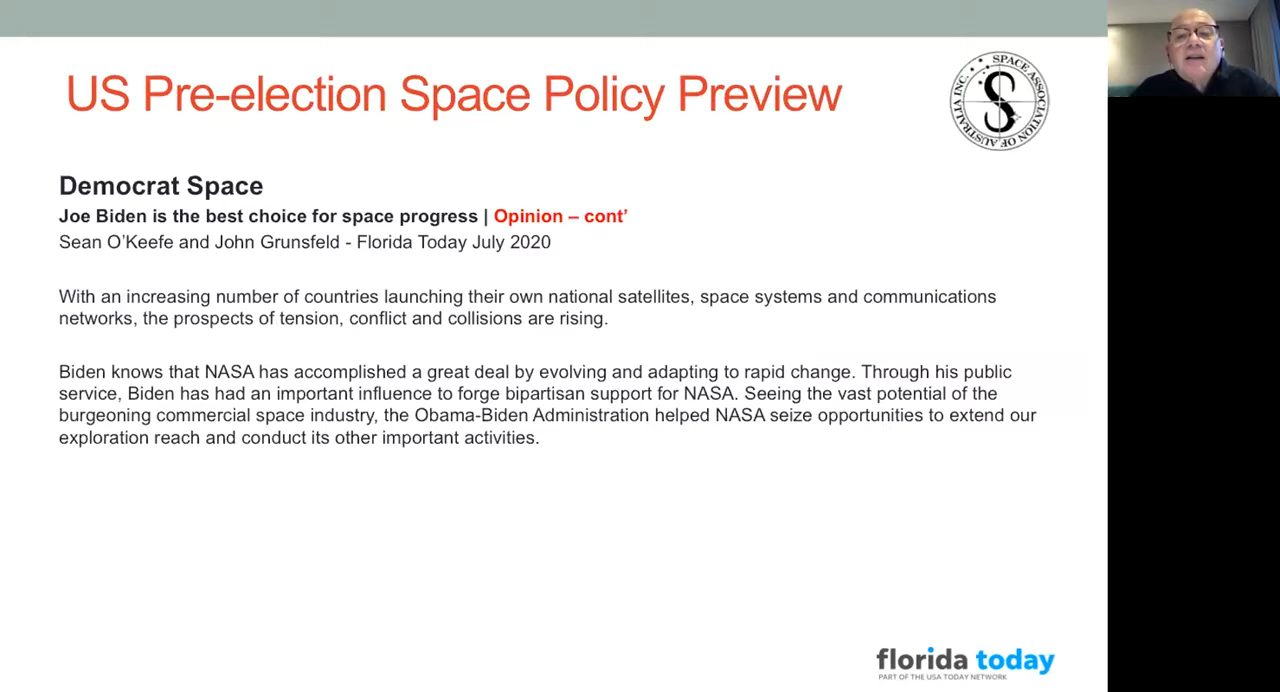 US Pre-election Space Policy Preview
SPACE ASSOCIATION OF AUSTRALIA INC.
S
Democrat Space
Joe Biden is the best choice for space progress | Opinion – cont’
Sean O’Keefe and John Grunsfeld - Florida Today July 2020
With an increasing number of countries launching their own national satellites, space systems and communications
networks, the prospects of tension, conflict and collisions are rising.
Biden knows that NASA has accomplished a great deal by evolving and adapting to rapid change. Through his public
service, Biden has had an important influence to forge bipartisan support for NASA. Seeing the vast potential of the
burgeoning commercial space industry, the Obama-Biden Administration helped NASA seize opportunities to extend our
exploration reach and conduct its other important activities.
florida today
PART OF THE USA TODAY NETWORK